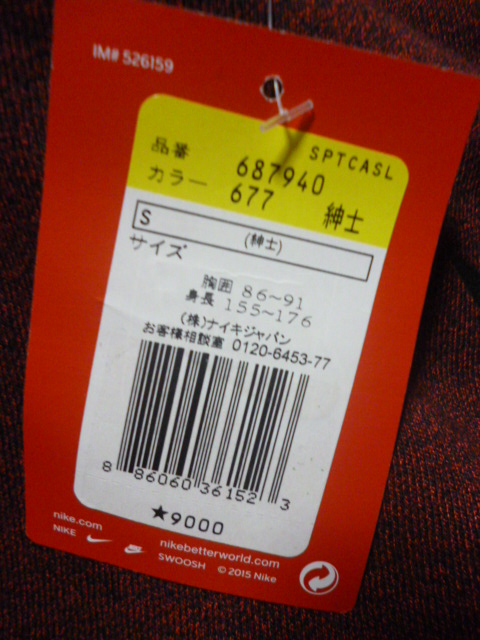 IM# 526159
SPTCASL
品番 687940
カラー 677 紳士
S (紳士)
サイズ
胸囲 86~91
身長 155~176
(株)ナイキジャパン
お客様相談室 0120-6453-77
8 86060 36152 3
★9000
nike.com
NIKE
nikebetterworld.com
SWOOSH © 2015 Nike